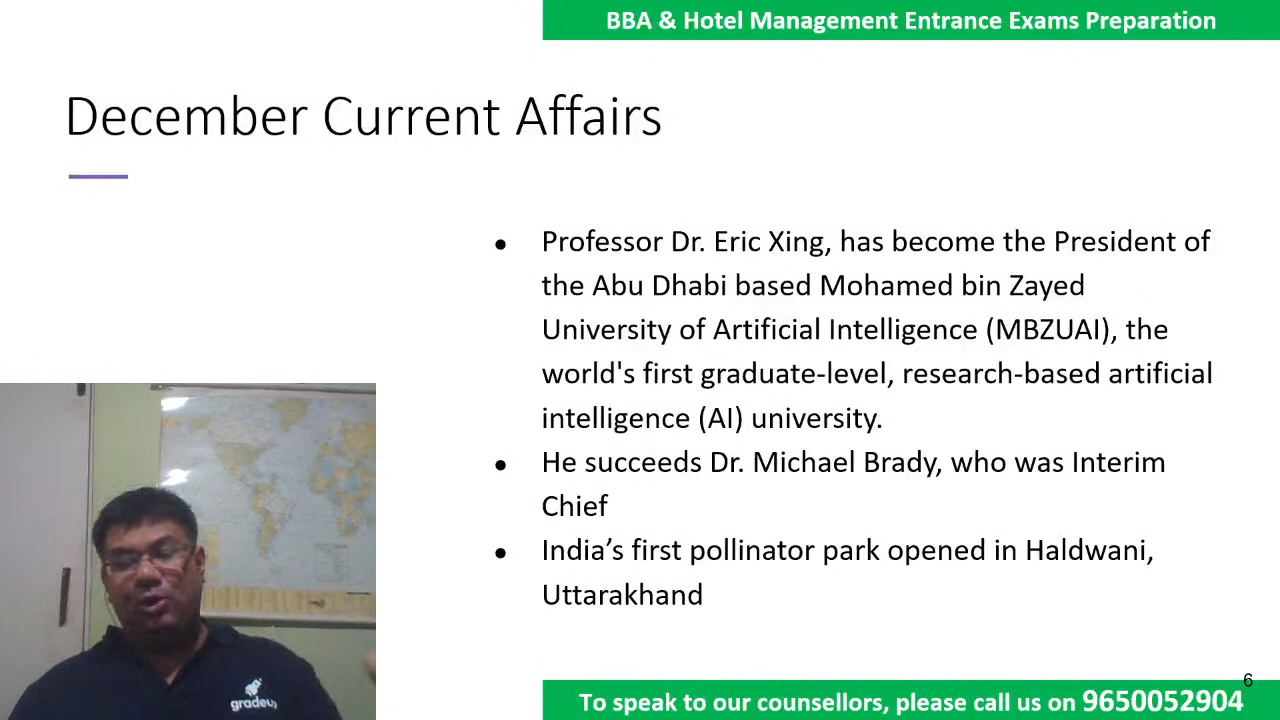 BBA & Hotel Management Entrance Exams Preparation
December Current Affairs
● Professor Dr. Eric Xing, has become the President of
the Abu Dhabi based Mohamed bin Zayed
University of Artificial Intelligence (MBZUAI), the
world's first graduate-level, research-based artificial
intelligence (AI) university.
● He succeeds Dr. Michael Brady, who was Interim
Chief
● India’s first pollinator park opened in Haldwani,
Uttarakhand
gradeup
6
To speak to our counsellors, please call us on 9650052904